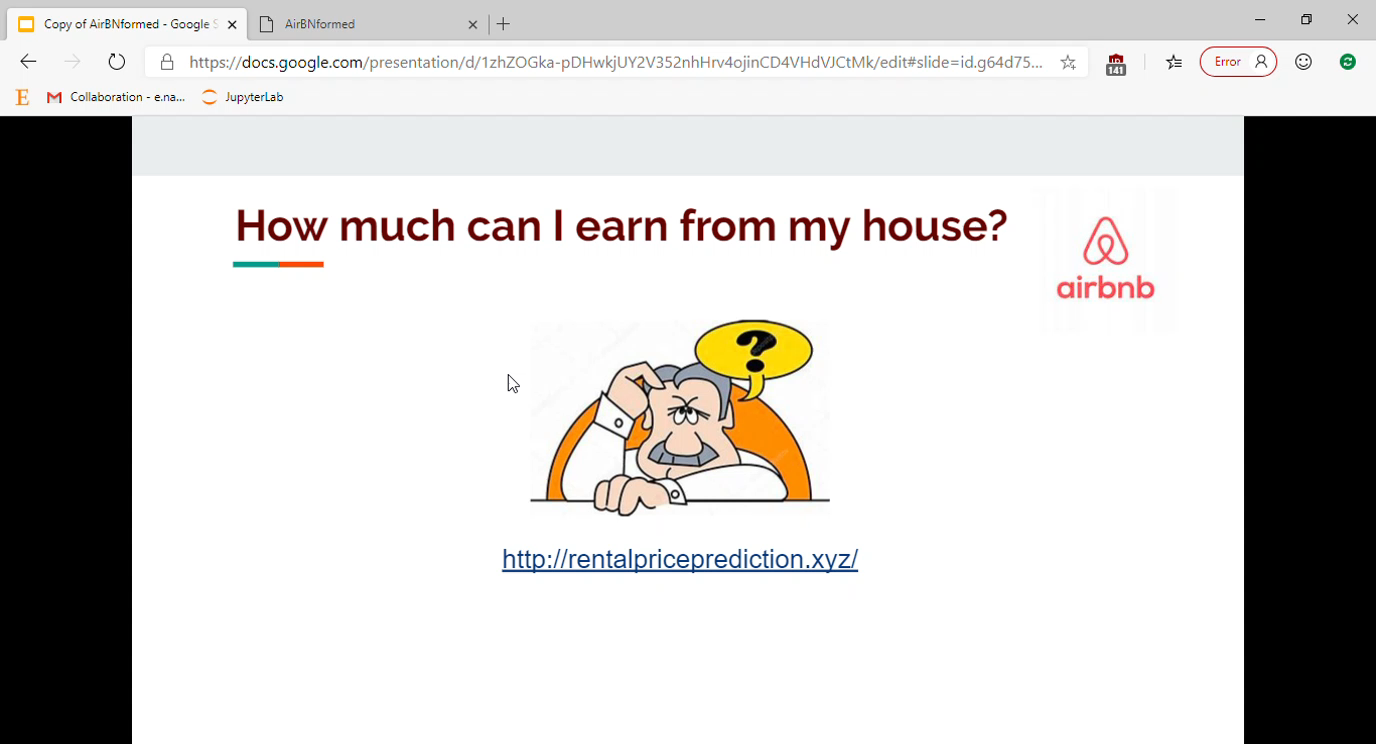 Copy of AirBNformed - Google S
AirBNformed
https://docs.google.com/presentation/d/1zhZOGka-pDHwkjUY2V352nhHrv4ojinCD4VHdVJCtMk/edit#slide=id.g64d75...
141
Error
E
Collaboration - e.na...
JupyterLab
How much can I earn from my house?
airbnb
?
http://rentalpriceprediction.xyz/